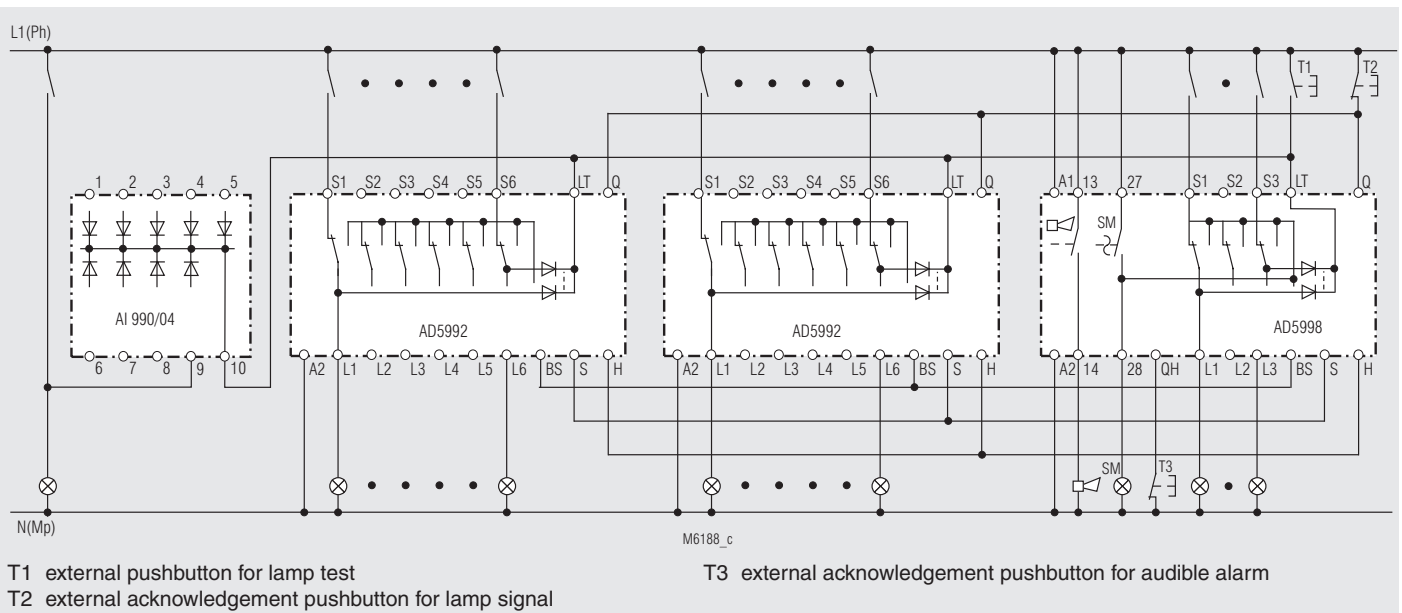 L1(Ph)
T1 T2
1 2 3 4 5 S1 S2 S3 S4 S5 S6 LT Q S1 S2 S3 S4 S5 S6 LT Q A1 13 27 S1 S2 S3 LT Q
SM
AI 990/04 AD5992 AD5992 AD5998
6 7 8 9 10 A2 L1 L2 L3 L4 L5 L6 BS S H A2 L1 L2 L3 L4 L5 L6 BS S H A2 14 28 QH L1 L2 L3 BS S H
SM T3
N(Mp)
M6188_c
T1 external pushbutton for lamp test T3 external acknowledgement pushbutton for audible alarm
T2 external acknowledgement pushbutton for lamp signal